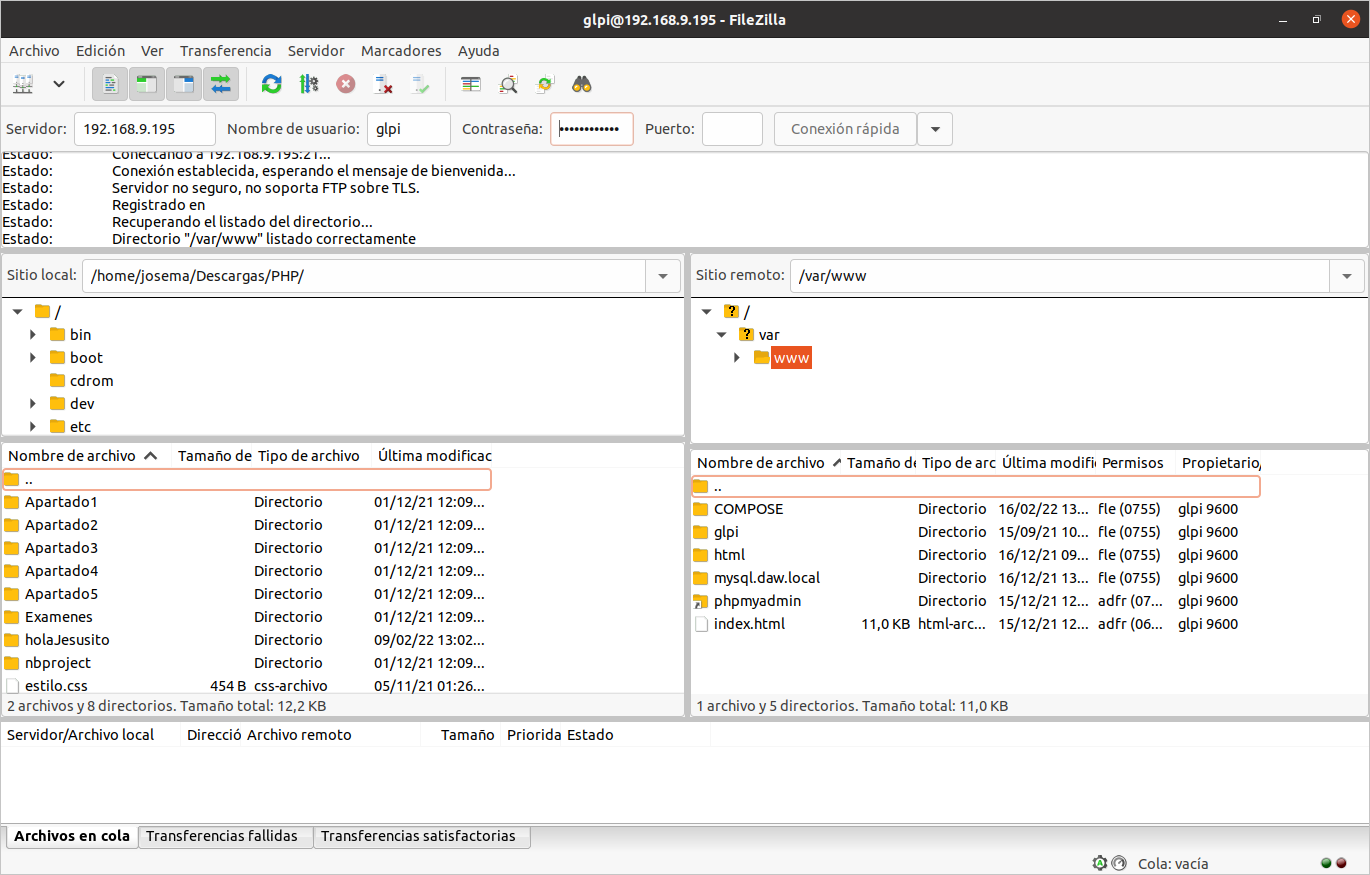 glpi@192.168.9.195 - FileZilla
Archivo Edición Ver Transferencia Servidor Marcadores Ayuda
Servidor: 192.168.9.195 Nombre de usuario: glpi Contraseña: •••••••••••• Puerto: Conexión rápida
Estado: Conectando a 192.168.9.195:21...
Estado: Conexión establecida, esperando el mensaje de bienvenida...
Estado: Servidor no seguro, no soporta FTP sobre TLS.
Estado: Registrado en
Estado: Recuperando el listado del directorio...
Estado: Directorio "/var/www" listado correctamente
Sitio local: /home/josema/Descargas/PHP/
/
bin
boot
cdrom
dev
etc
Nombre de archivo Tamaño de Tipo de archivo Última modificac
..
Apartado1 Directorio 01/12/21 12:09...
Apartado2 Directorio 01/12/21 12:09...
Apartado3 Directorio 01/12/21 12:09...
Apartado4 Directorio 01/12/21 12:09...
Apartado5 Directorio 01/12/21 12:09...
Examenes Directorio 01/12/21 12:09...
holaJesusito Directorio 09/02/22 13:02...
nbproject Directorio 01/12/21 12:09...
estilo.css 454 B css-archivo 05/11/21 01:26...
2 archivos y 8 directorios. Tamaño total: 12,2 KB
Sitio remoto: /var/www
/
var
www
Nombre de archivo Tamaño de Tipo de arc Última modifi Permisos Propietario/
..
COMPOSE Directorio 16/02/22 13... fle (0755) glpi 9600
glpi Directorio 15/09/21 10... fle (0755) glpi 9600
html Directorio 16/12/21 09... fle (0755) glpi 9600
mysql.daw.local Directorio 16/12/21 13... fle (0755) glpi 9600
phpmyadmin Directorio 15/12/21 12... adfr (07... glpi 9600
index.html 11,0 KB html-arc... 15/12/21 12... adfr (06... glpi 9600
1 archivo y 5 directorios. Tamaño total: 11,0 KB
Servidor/Archivo local Direcció Archivo remoto Tamaño Priorida Estado
Archivos en cola Transferencias fallidas Transferencias satisfactorias
Cola: vacía